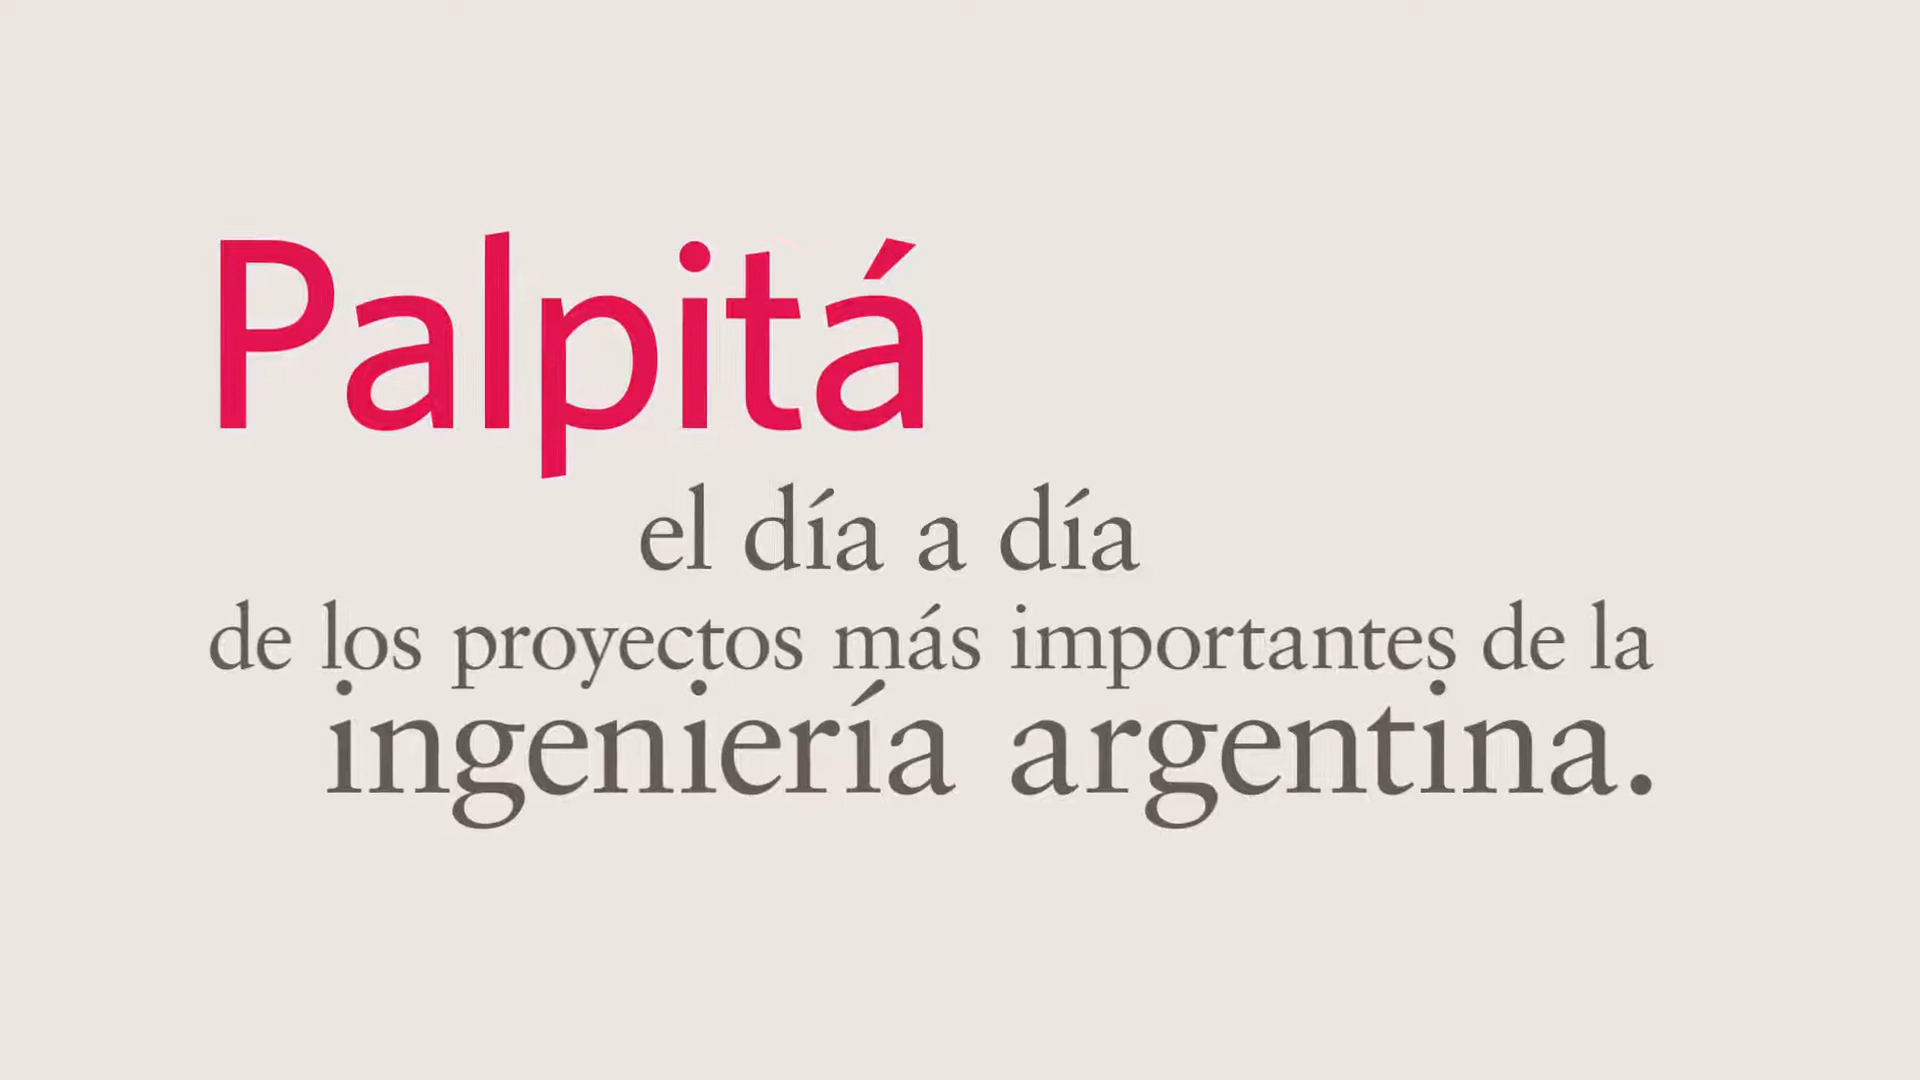 Palpitá
el día a día
de los proyectos más importantes de la
ingeniería argentina.